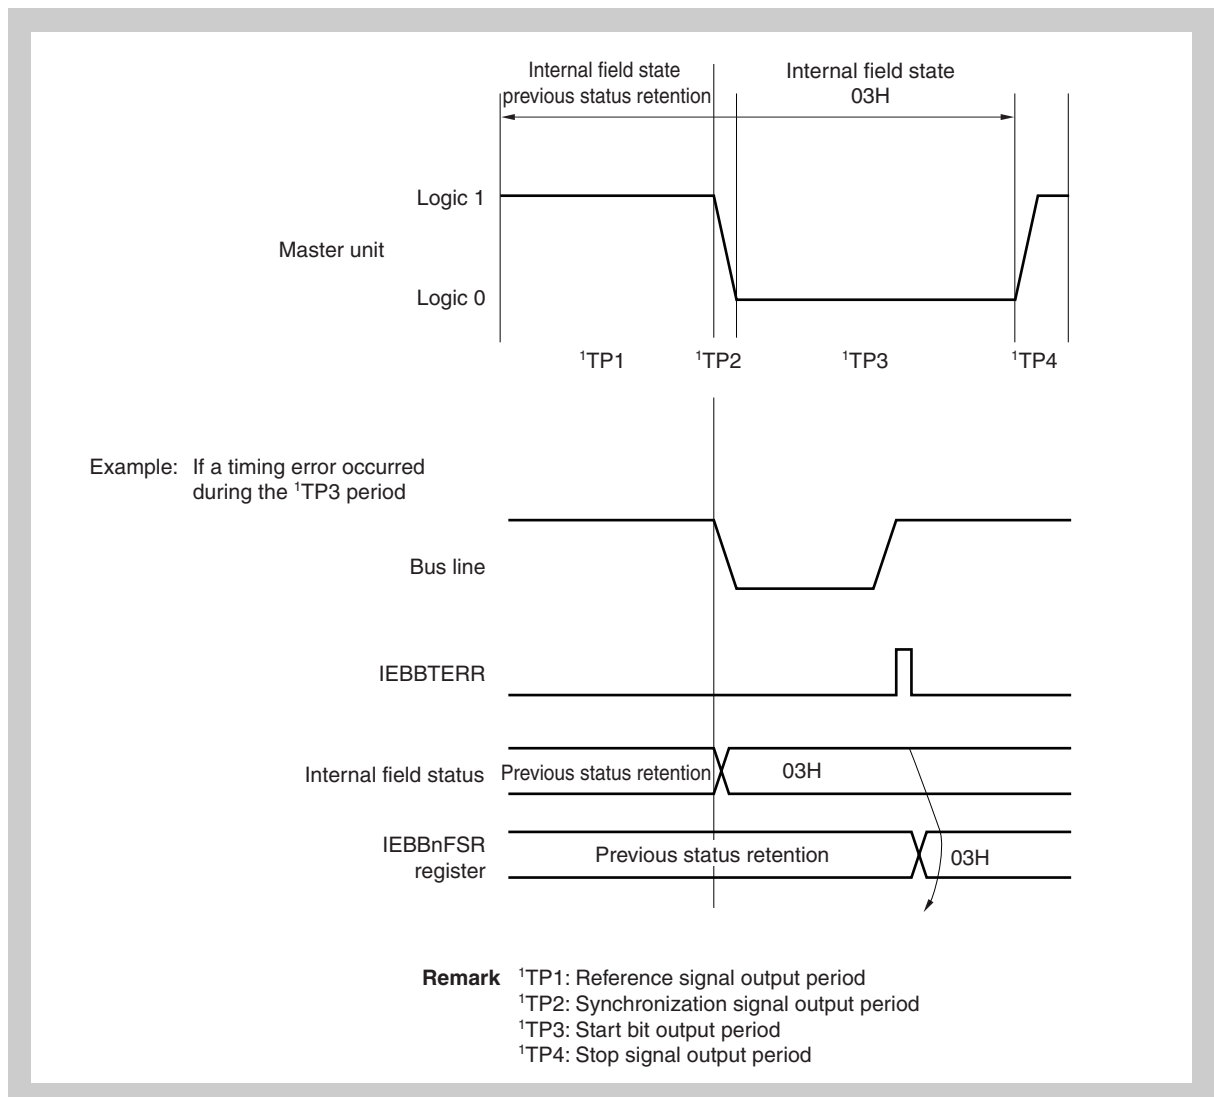 Internal field state
previous status retention
Internal field state
03H
Logic 1
Master unit
Logic 0
¹TP1
¹TP2
¹TP3
¹TP4
Example: If a timing error occurred
during the ¹TP3 period
Bus line
IEBBTERR
Internal field status
Previous status retention
03H
IEBBnFSR
register
Previous status retention
03H
Remark ¹TP1: Reference signal output period
¹TP2: Synchronization signal output period
¹TP3: Start bit output period
¹TP4: Stop signal output period